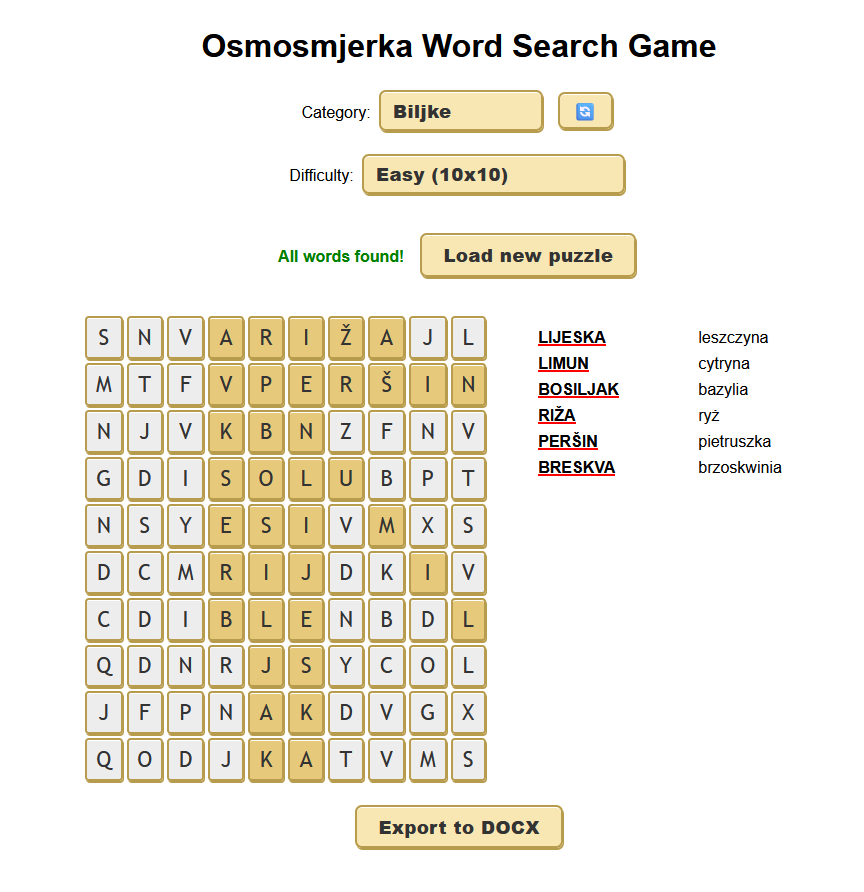 Osmosmjerka Word Search Game
Category: Biljke
Difficulty: Easy (10x10)
All words found! Load new puzzle
S N V A R I Ž A J L
M T F V P E R Š I N
N J V K B N Z F N V
G D I S O L U B P T
N S Y E S I V M X S
D C M R I J D K I V
C D I B L E N B D L
Q D N R J S Y C O L
J F P N A K D V G X
Q O D J K A T V M S
LIJESKA leszczyna
LIMUN cytryna
BOSILJAK bazylia
RIŽA ryż
PERŠIN pietruszka
BRESKVA brzoskwinia
Export to DOCX